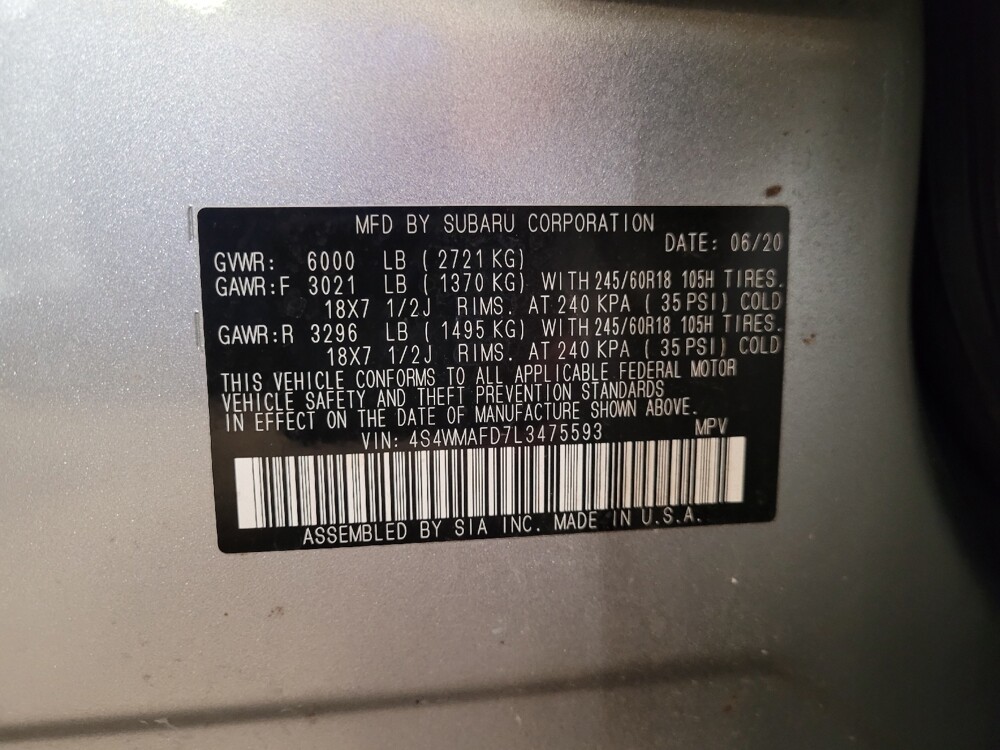 MFD BY SUBARU CORPORATION
DATE: 06/20
GVWR: 6000 LB ( 2721 KG)
GAWR:F 3021 LB ( 1370 KG) WITH 245/60R18 105H TIRES.
18X7 1/2J RIMS. AT 240 KPA ( 35 PSI) COLD
GAWR:R 3296 LB ( 1495 KG) WITH 245/60R18 105H TIRES.
18X7 1/2J RIMS. AT 240 KPA ( 35 PSI) COLD
THIS VEHICLE CONFORMS TO ALL APPLICABLE FEDERAL MOTOR
VEHICLE SAFETY AND THEFT PREVENTION STANDARDS
IN EFFECT ON THE DATE OF MANUFACTURE SHOWN ABOVE.
VIN: 4S4WMAFD7L3475593 MPV
ASSEMBLED BY SIA INC. MADE IN U.S.A.